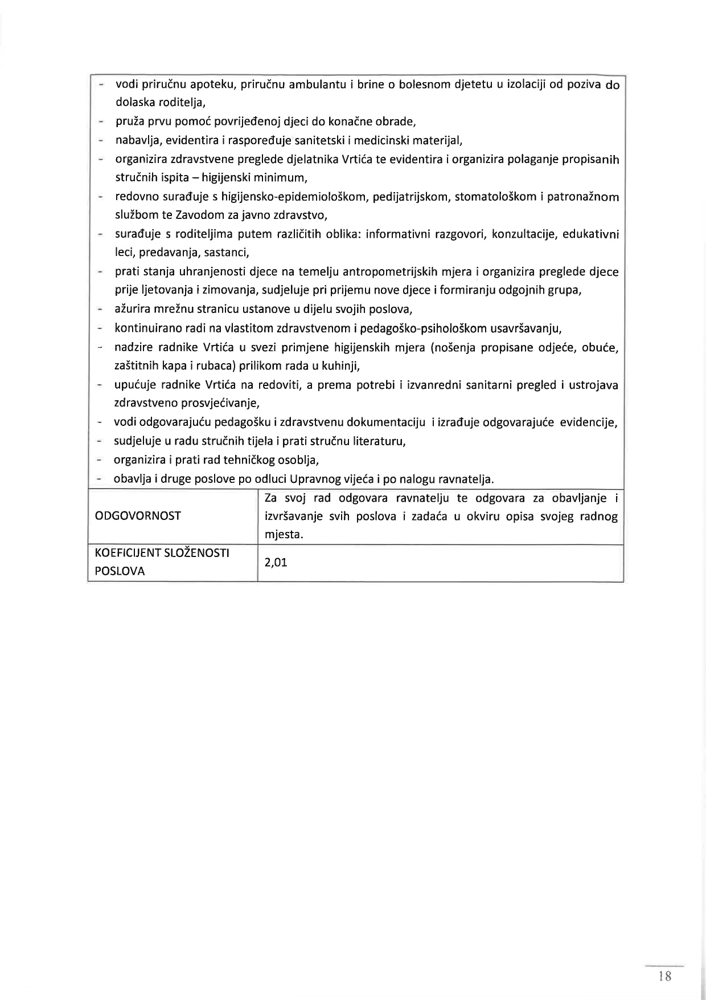 - vodi priručnu apoteku, priručnu ambulantu i brine o bolesnom djetetu u izolaciji od poziva do
dolaska roditelja,
- pruža prvu pomoć povrijeđenoj djeci do konačne obrade,
- nabavlja, evidentira i raspoređuje sanitetski i medicinski materijal,
- organizira zdravstvene preglede djelatnika Vrtića te evidentira i organizira polaganje propisanih
stručnih ispita – higijenski minimum,
- redovno surađuje s higijensko-epidemiološkom, pedijatrijskom, stomatološkom i patronažnom
službom te Zavodom za javno zdravstvo,
- surađuje s roditeljima putem različitih oblika: informativni razgovori, konzultacije, edukativni
leci, predavanja, sastanci,
- prati stanja uhranjenosti djece na temelju antropometrijskih mjera i organizira preglede djece
prije ljetovanja i zimovanja, sudjeluje pri prijemu nove djece i formiranju odgojnih grupa,
- ažurira mrežnu stranicu ustanove u dijelu svojih poslova,
- kontinuirano radi na vlastitom zdravstvenom i pedagoško-psihološkom usavršavanju,
- nadzire radnike Vrtića u svezi primjene higijenskih mjera (nošenja propisane odjeće, obuće,
zaštitnih kapa i rubaca) prilikom rada u kuhinji,
- upućuje radnike Vrtića na redoviti, a prema potrebi i izvanredni sanitarni pregled i ustrojava
zdravstveno prosvjećivanje,
- vodi odgovarajuću pedagošku i zdravstvenu dokumentaciju i izrađuje odgovarajuće evidencije,
- sudjeluje u radu stručnih tijela i prati stručnu literaturu,
- organizira i prati rad tehničkog osoblja,
- obavlja i druge poslove po odluci Upravnog vijeća i po nalogu ravnatelja.
ODGOVORNOST
Za svoj rad odgovara ravnatelju te odgovara za obavljanje i
izvršavanje svih poslova i zadaća u okviru opisa svojeg radnog
mjesta.
KOEFICIJENT SLOŽENOSTI
POSLOVA
2,01
18